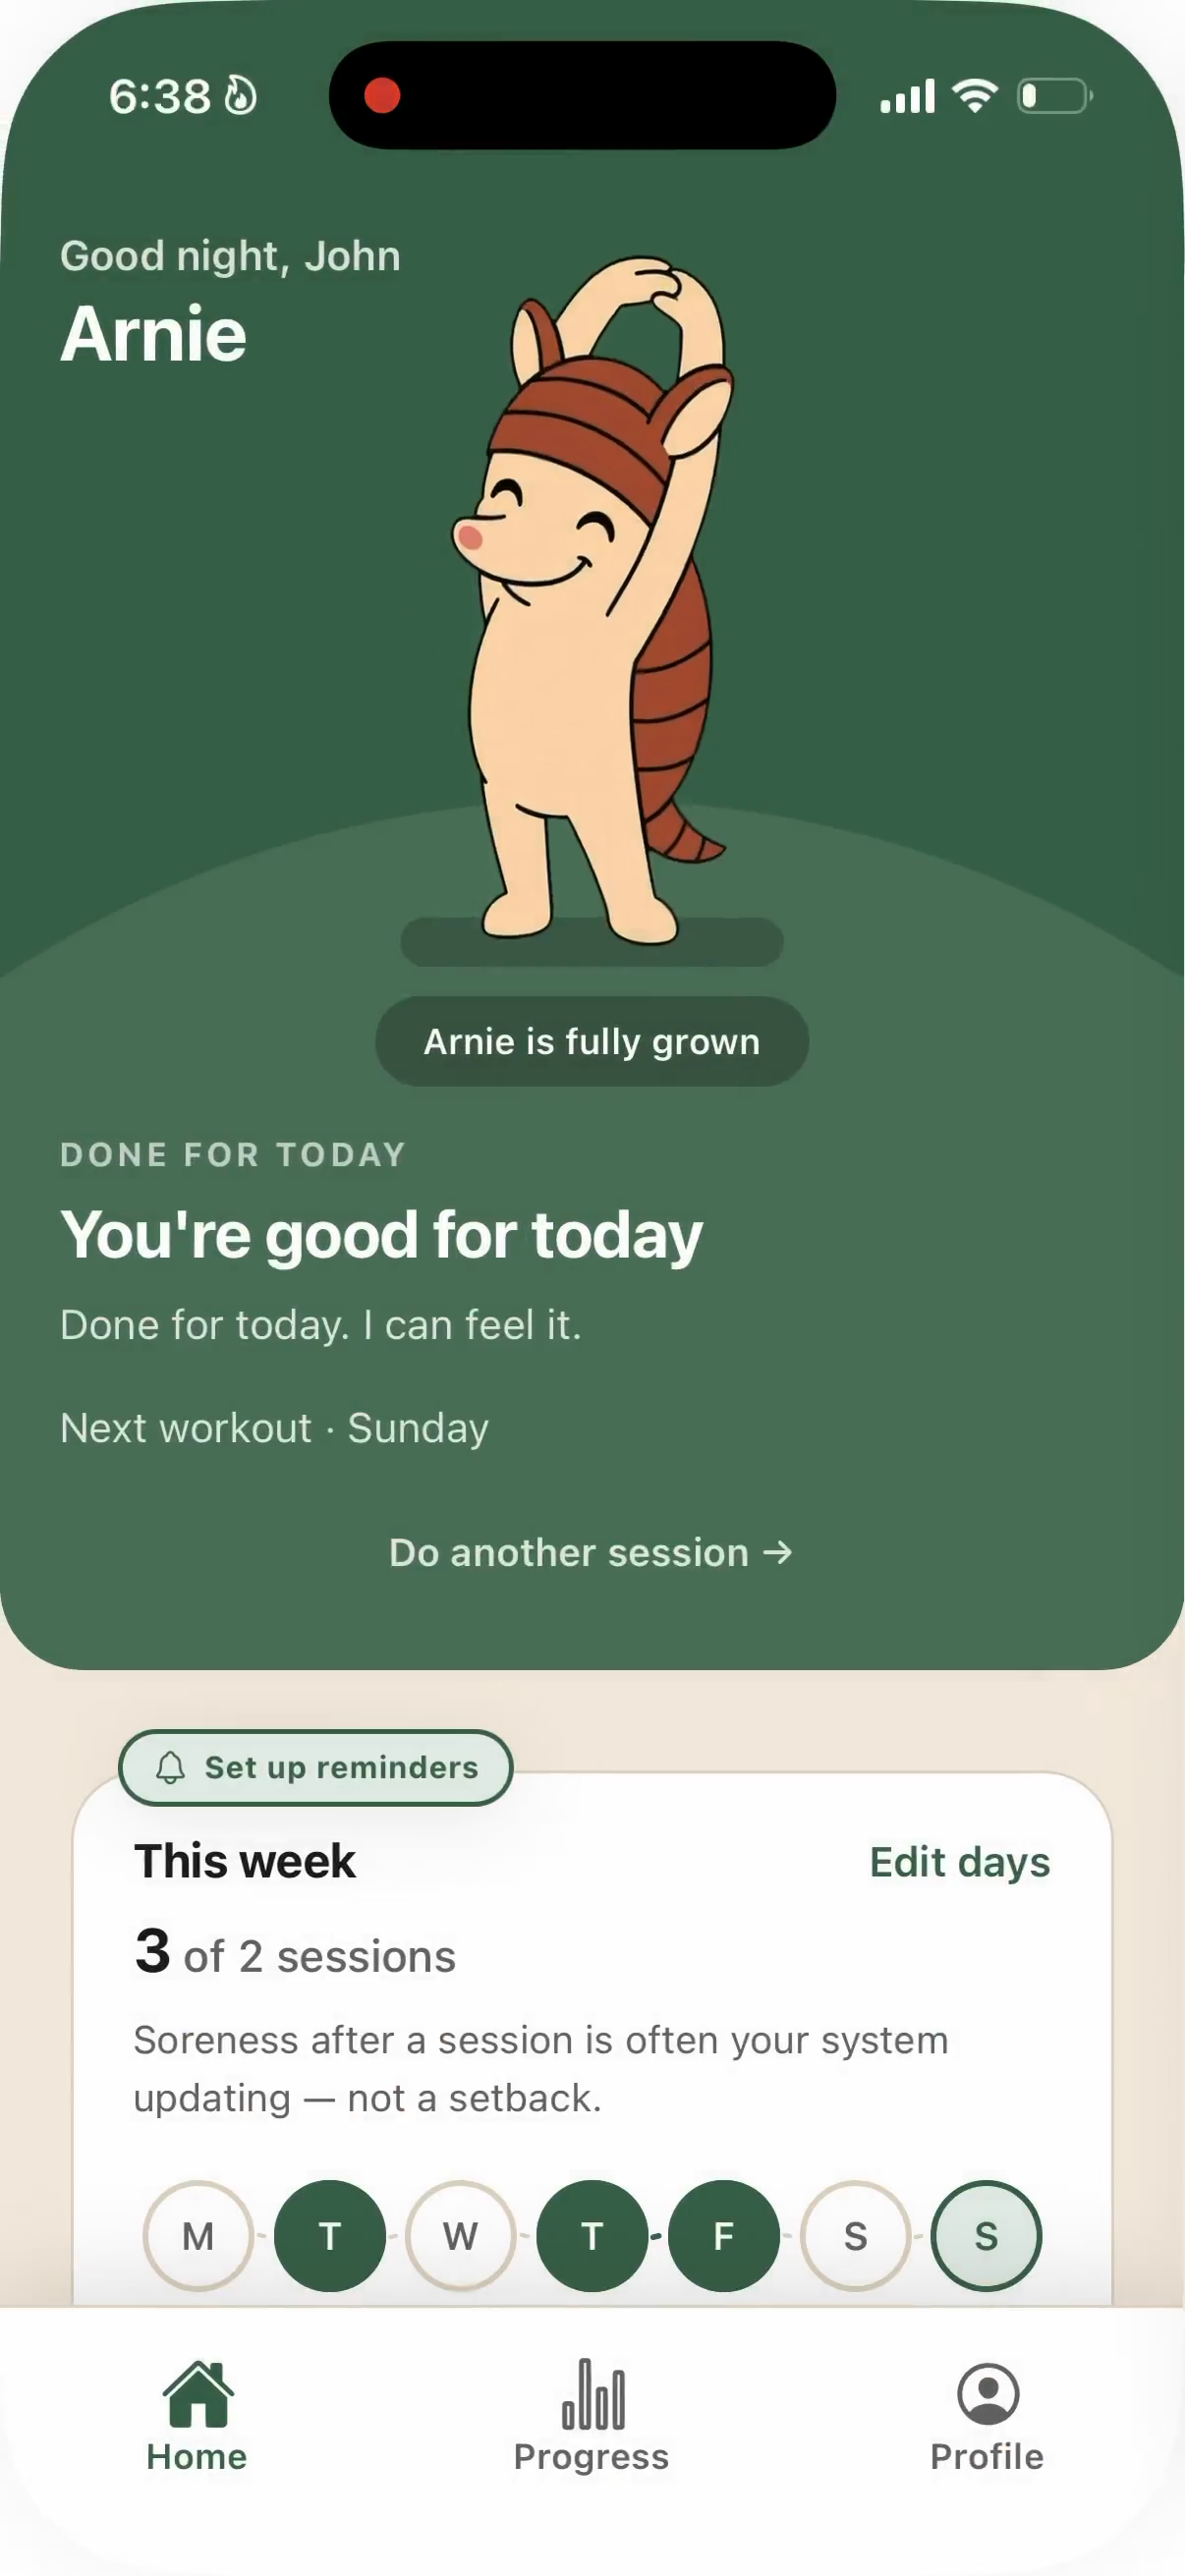 6:38
Good night, John
Arnie
Arnie is fully grown
DONE FOR TODAY
You're good for today
Done for today. I can feel it.
Next workout · Sunday
Do another session →
Set up reminders
This week
Edit days
3 of 2 sessions
Soreness after a session is often your system
updating — not a setback.
M T W T F S S
Home
Progress
Profile